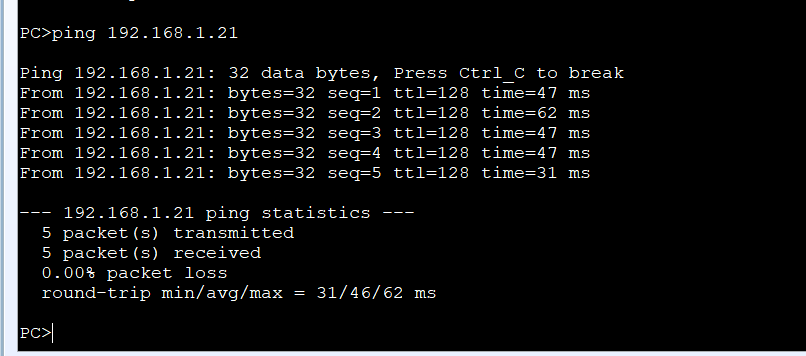 PC>ping 192.168.1.21
Ping 192.168.1.21: 32 data bytes, Press Ctrl_C to break
From 192.168.1.21: bytes=32 seq=1 ttl=128 time=47 ms
From 192.168.1.21: bytes=32 seq=2 ttl=128 time=62 ms
From 192.168.1.21: bytes=32 seq=3 ttl=128 time=47 ms
From 192.168.1.21: bytes=32 seq=4 ttl=128 time=47 ms
From 192.168.1.21: bytes=32 seq=5 ttl=128 time=31 ms
--- 192.168.1.21 ping statistics ---
5 packet(s) transmitted
5 packet(s) received
0.00% packet loss
round-trip min/avg/max = 31/46/62 ms
PC>